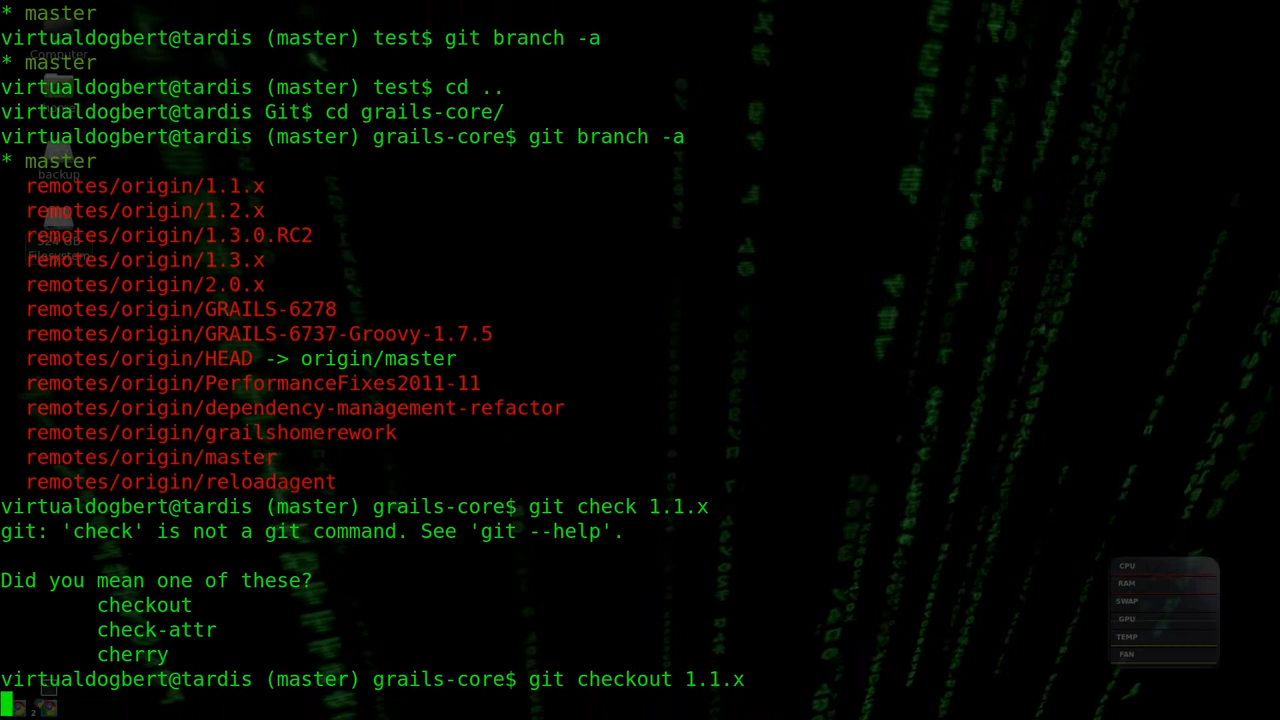 * master
virtualdogbert@tardis (master) test$ git branch -a
Computer
* master
virtualdogbert@tardis (master) test$ cd ..
virtualdogbert@tardis Git$ cd grails-core/
virtualdogbert@tardis (master) grails-core$ git branch -a
* master
backup
remotes/origin/1.1.x
remotes/origin/1.2.x
remotes/origin/1.3.0.RC2
remotes/origin/1.3.x
Filesystem
remotes/origin/2.0.x
remotes/origin/GRAILS-6278
remotes/origin/GRAILS-6737-Groovy-1.7.5
remotes/origin/HEAD -> origin/master
remotes/origin/PerformanceFixes2011-11
remotes/origin/dependency-management-refactor
remotes/origin/grailshomerework
remotes/origin/master
remotes/origin/reloadagent
virtualdogbert@tardis (master) grails-core$ git check 1.1.x
git: 'check' is not a git command. See 'git --help'.
Did you mean one of these?
checkout
check-attr
cherry
virtualdogbert@tardis (master) grails-core$ git checkout 1.1.x
2
CPU
RAM
SWAP
GPU
TEMP
FAN